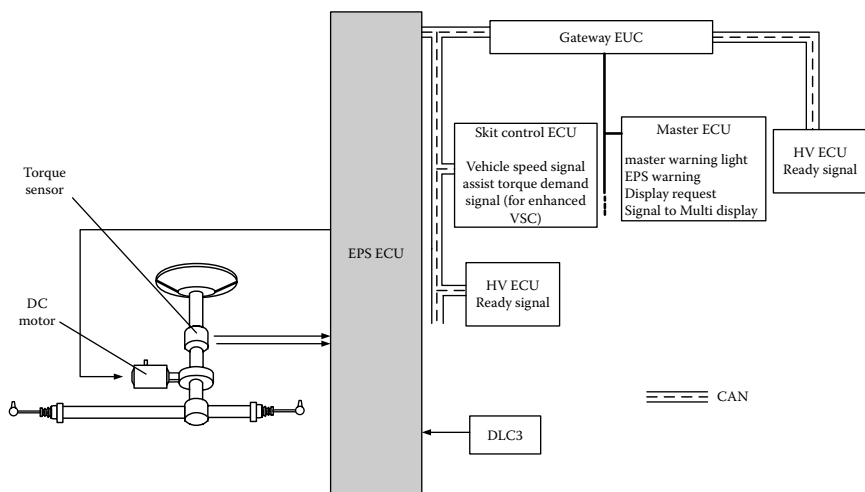 Gateway EUC
Skit control ECU
Vehicle speed signal
assist torque demand
signal (for enhanced
VSC)
Master ECU
master warning light
EPS warning
Display request
Signal to Multi display
HV ECU
Ready signal
Torque
sensor
EPS ECU
HV ECU
Ready signal
DC
motor
CAN
DLC3